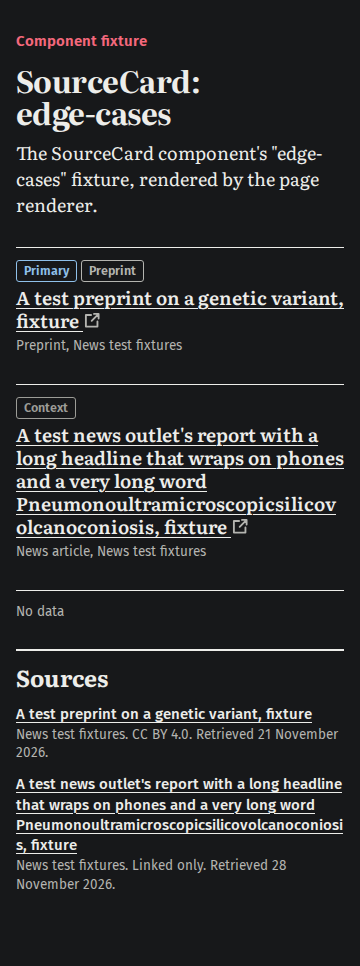 Component fixture
SourceCard:
edge-cases
The SourceCard component's "edge-
cases" fixture, rendered by the page
renderer.
Primary Preprint
A test preprint on a genetic variant,
fixture
Preprint, News test fixtures
Context
A test news outlet's report with a
long headline that wraps on phones
and a very long word
Pneumonoultramicroscopicsilicov
olcanoconiosis, fixture
News article, News test fixtures
No data
Sources
A test preprint on a genetic variant, fixture
News test fixtures. CC BY 4.0. Retrieved 21 November
2026.
A test news outlet's report with a long headline
that wraps on phones and a very long word
Pneumonoultramicroscopicsilicovolcanoconiosi
s, fixture
News test fixtures. Linked only. Retrieved 28
November 2026.